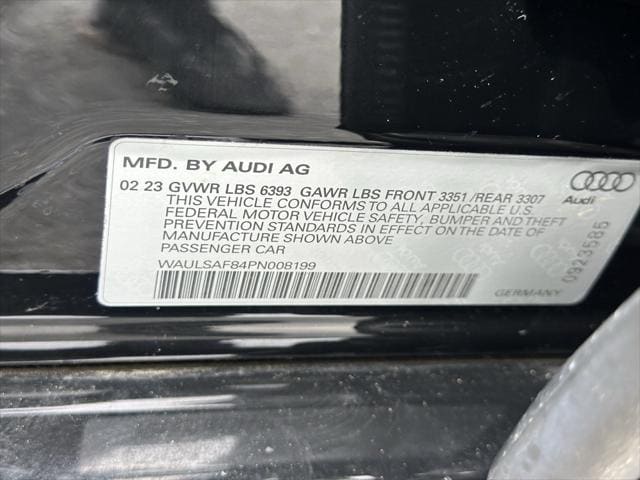 MFD. BY AUDI AG
02 23 GVWR LBS 6393 GAWR LBS FRONT 3351 /REAR 3307
THIS VEHICLE CONFORMS TO ALL APPLICABLE U.S.
FEDERAL MOTOR VEHICLE SAFETY, BUMPER AND THEFT
PREVENTION STANDARDS IN EFFECT ON THE DATE OF
MANUFACTURE SHOWN ABOVE
PASSENGER CAR
WAULSAF84PN008199
GERMANY
Audi
0923585